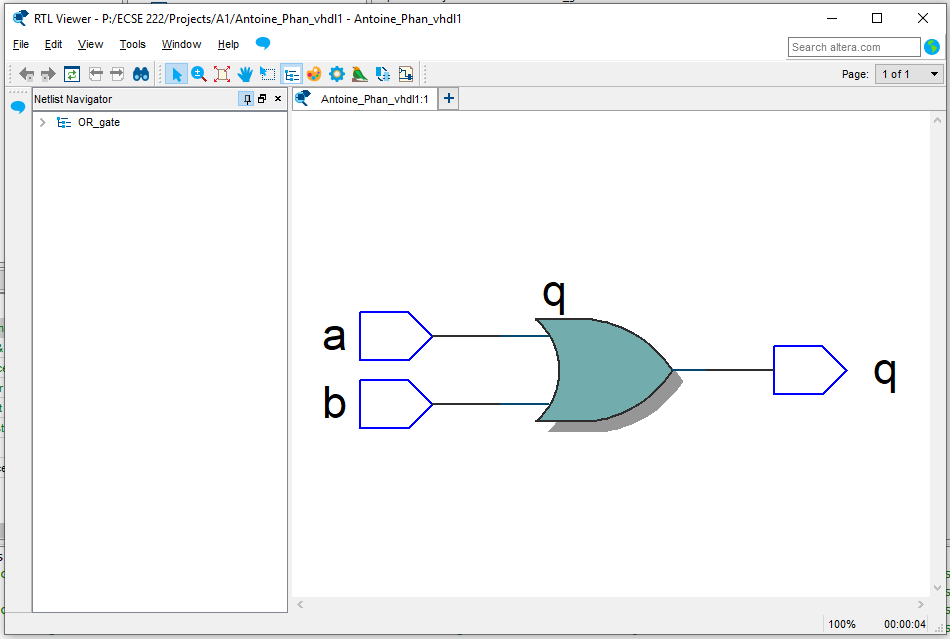 RTL Viewer - P:/ECSE 222/Projects/A1/Antoine_Phan_vhdl1 - Antoine_Phan_vhdl1
File Edit View Tools Window Help
Search altera.com
Page: 1 of 1
Netlist Navigator
Antoine_Phan_vhdl1:1
OR_gate
q
a
b
q
100% 00:00:04